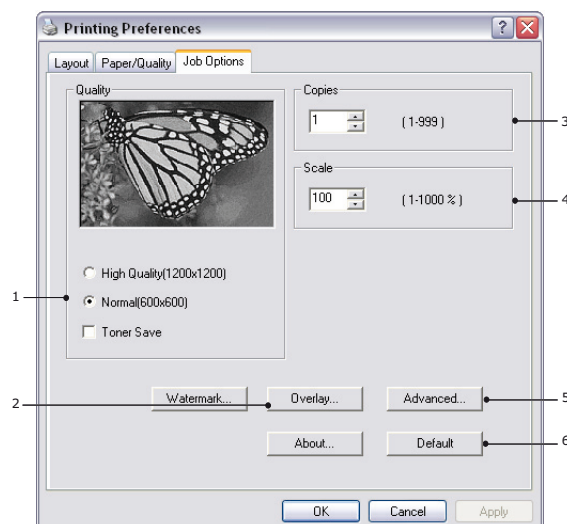 Printing Preferences
Layout Paper/Quality Job Options
Quality
Copies
1 (1-999)
3
Scale
100 (1-1000 %)
4
High Quality(1200x1200)
1
Normal(600x600)
Toner Save
Watermark... Overlay... Advanced...
2
5
About... Default
6
OK Cancel Apply